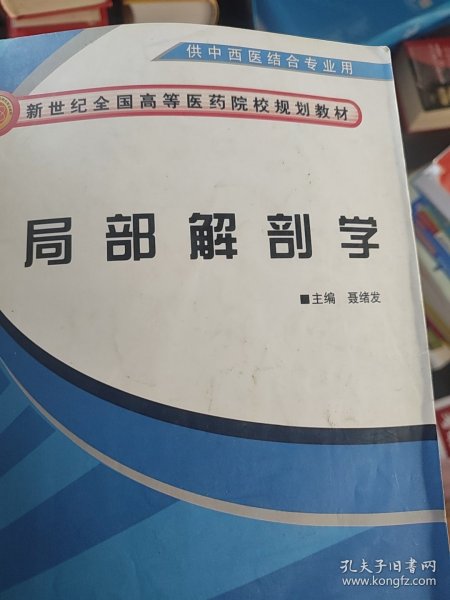 供中西医结合专业用
新世纪全国高等医药院校规划教材
局部解剖学
■主编 聂绪发
孔夫子旧书网
www.kongfz.com